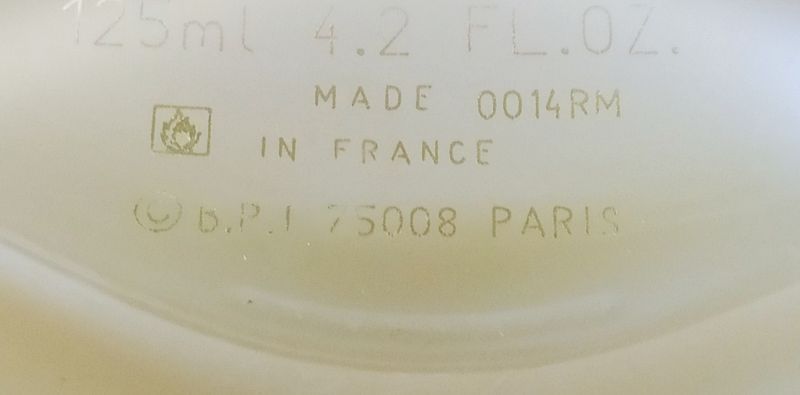 125ml 4.2 FL.OZ.
MADE 0014RM
IN FRANCE
© B.P.I 75008 PARIS